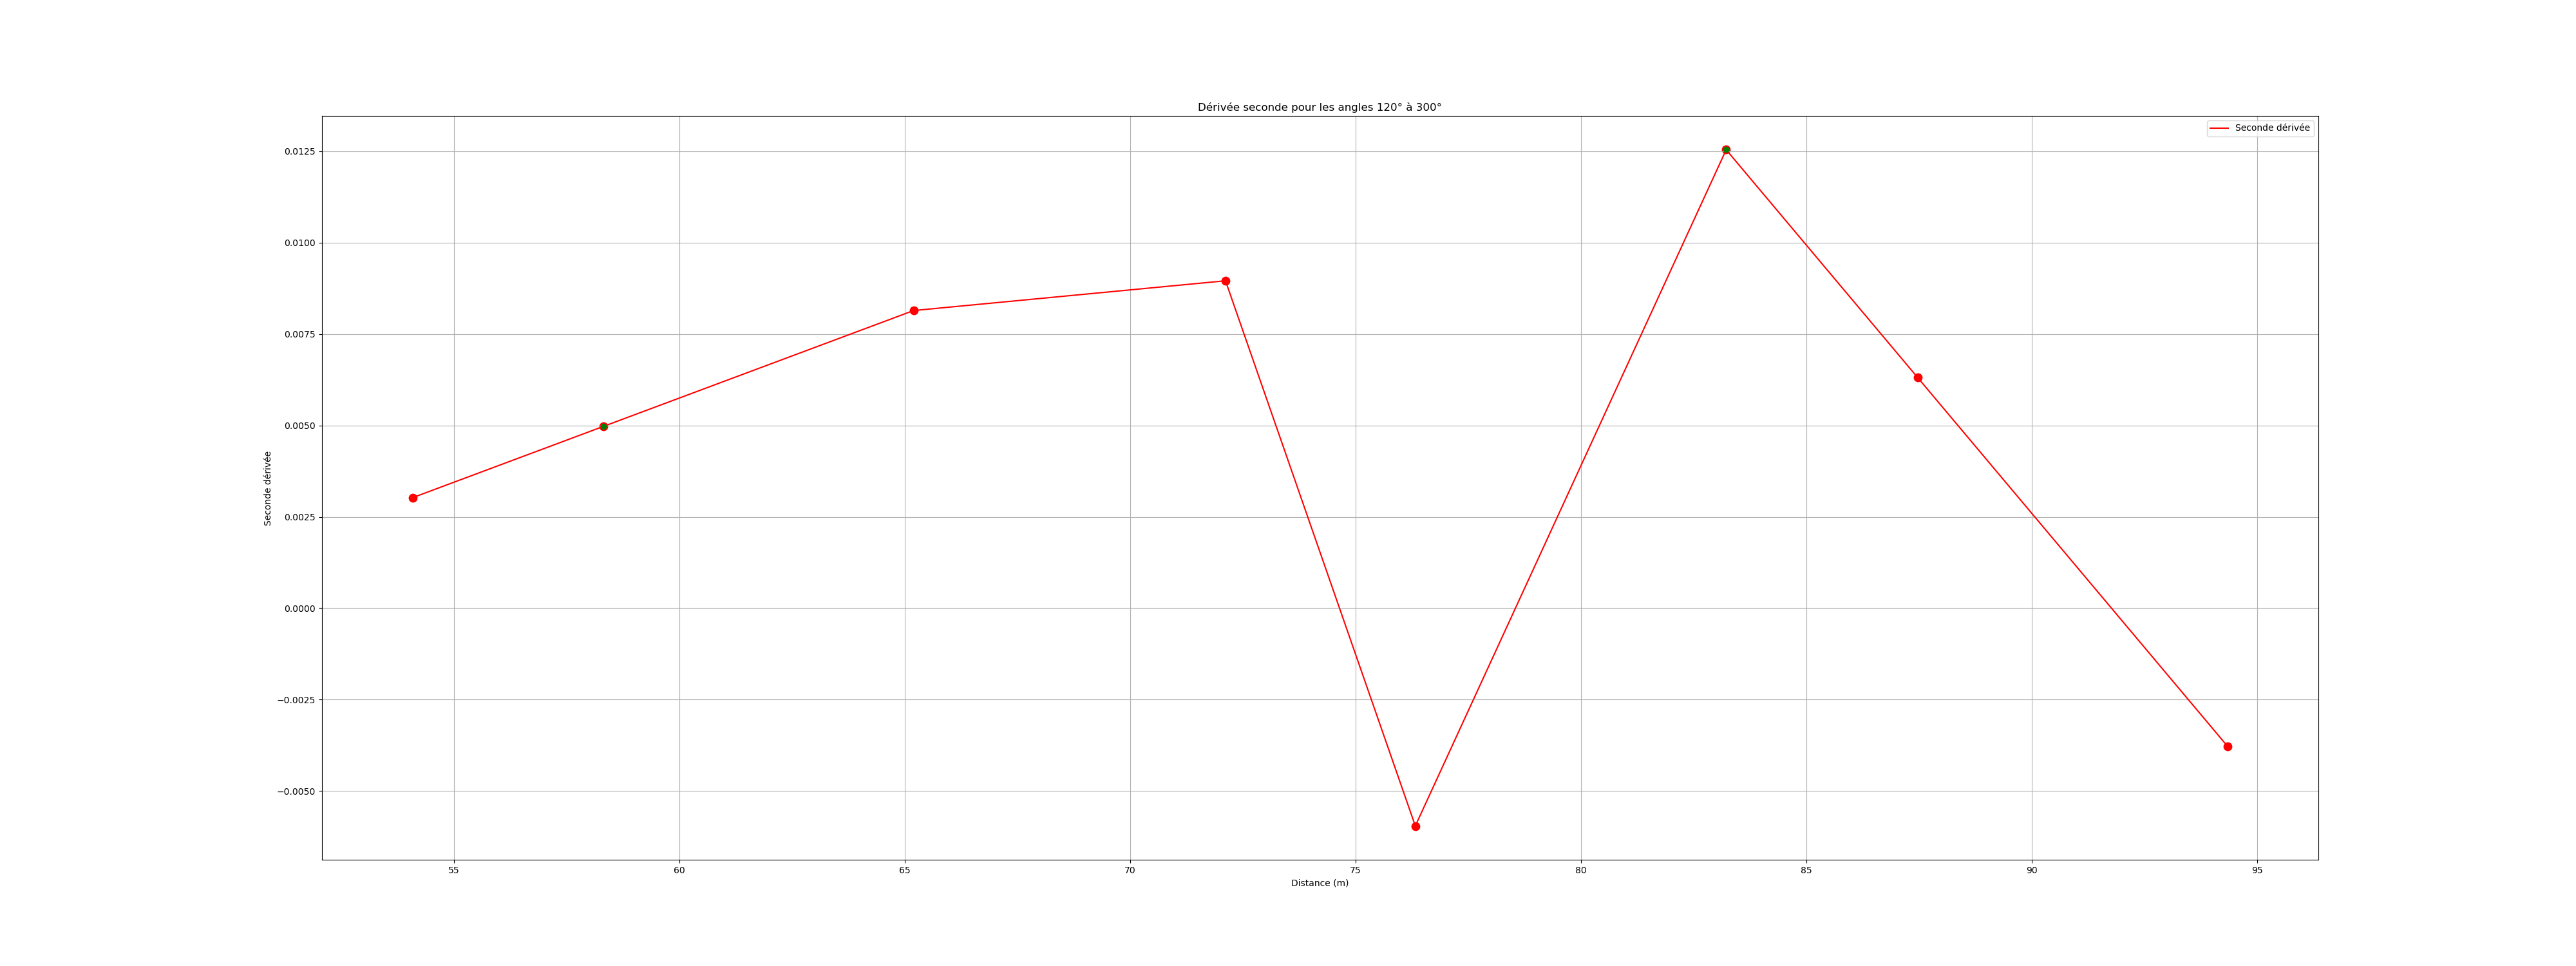 Dérivée seconde pour les angles 120° à 300°
Seconde dérivée
0.0125
0.0100
0.0075
0.0050
0.0025
0.0000
−0.0025
−0.0050
Seconde dérivée
55 60 65 70 75 80 85 90 95
Distance (m)